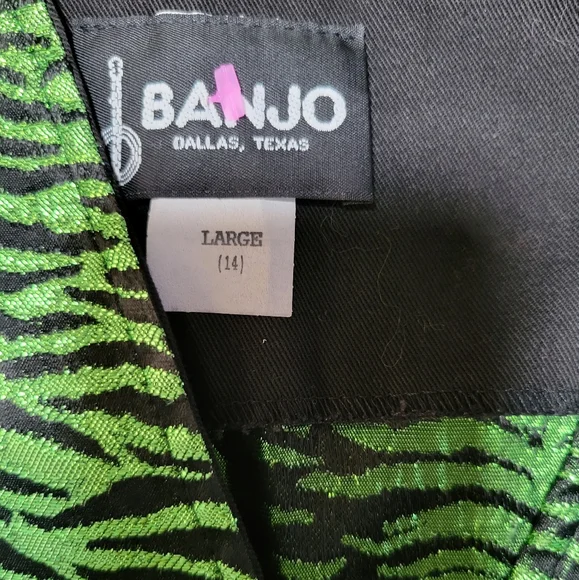 BANJO
DALLAS, TEXAS
LARGE
(14)